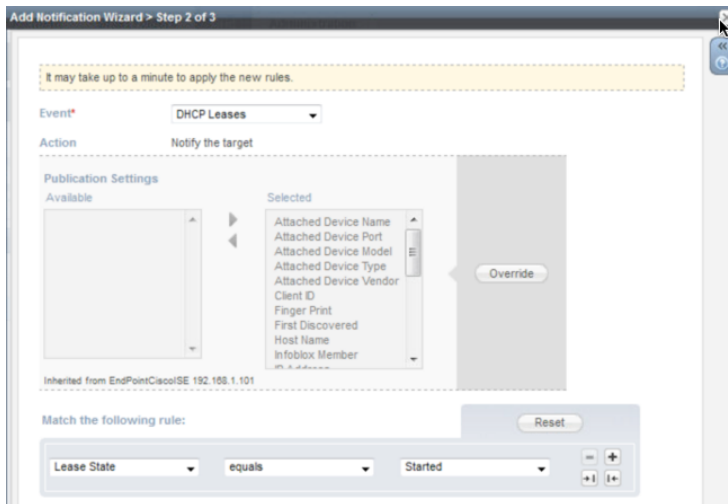 Add Notification Wizard > Step 2 of 3
It may take up to a minute to apply the new rules.
Event* DHCP Leases
Action Notify the target
Publication Settings
Available Selected
Attached Device Name
Attached Device Port
Attached Device Model
Attached Device Type
Attached Device Vendor
Client ID
Finger Print
First Discovered
Host Name
Infoblox Member
IP Address
Override
Inherited from EndPointCiscoISE 192.168.1.101
Match the following rule: Reset
Lease State equals Started